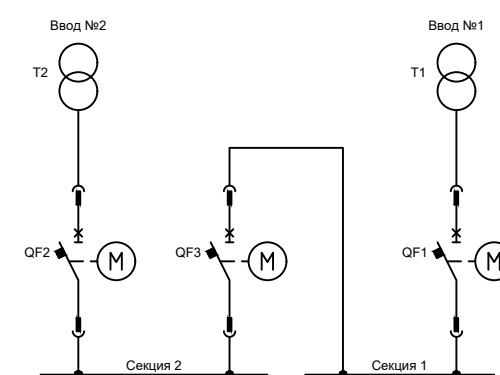 Ввод №2
Ввод №1
T2
T1
QF2
M
QF3
M
QF1
M
Секция 2
Секция 1